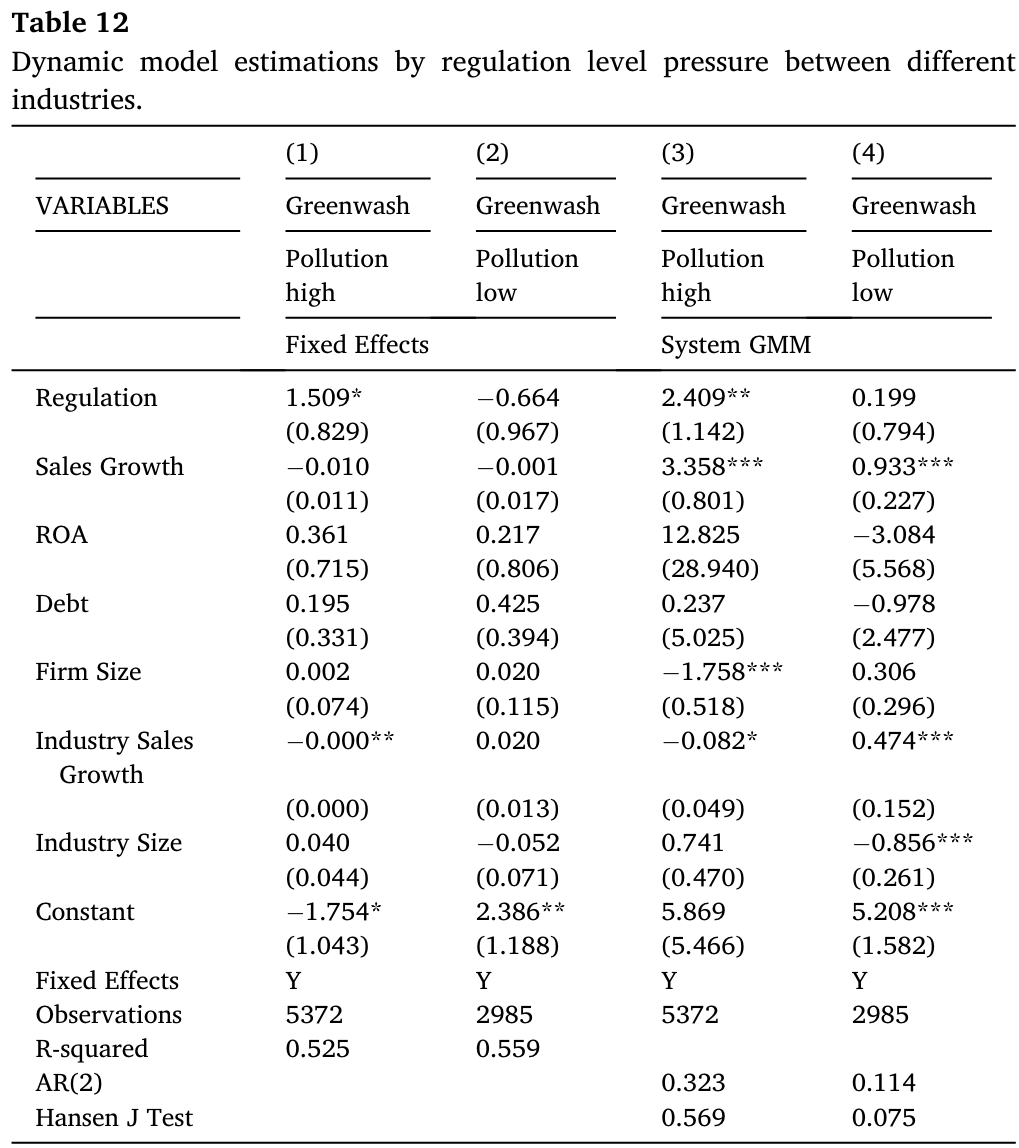 Table 12
Dynamic model estimations by regulation level pressure between different
industries.
(1) (2) (3) (4)
VARIABLES Greenwash Greenwash Greenwash Greenwash
Pollution Pollution Pollution Pollution
high low high low
Fixed Effects System GMM
Regulation 1.509* −0.664 2.409** 0.199
(0.829) (0.967) (1.142) (0.794)
Sales Growth −0.010 −0.001 3.358*** 0.933***
(0.011) (0.017) (0.801) (0.227)
ROA 0.361 0.217 12.825 −3.084
(0.715) (0.806) (28.940) (5.568)
Debt 0.195 0.425 0.237 −0.978
(0.331) (0.394) (5.025) (2.477)
Firm Size 0.002 0.020 −1.758*** 0.306
(0.074) (0.115) (0.518) (0.296)
Industry Sales −0.000** 0.020 −0.082* 0.474***
Growth
(0.000) (0.013) (0.049) (0.152)
Industry Size 0.040 −0.052 0.741 −0.856***
(0.044) (0.071) (0.470) (0.261)
Constant −1.754* 2.386** 5.869 5.208***
(1.043) (1.188) (5.466) (1.582)
Fixed Effects Y Y Y Y
Observations 5372 2985 5372 2985
R-squared 0.525 0.559
AR(2) 0.323 0.114
Hansen J Test 0.569 0.075